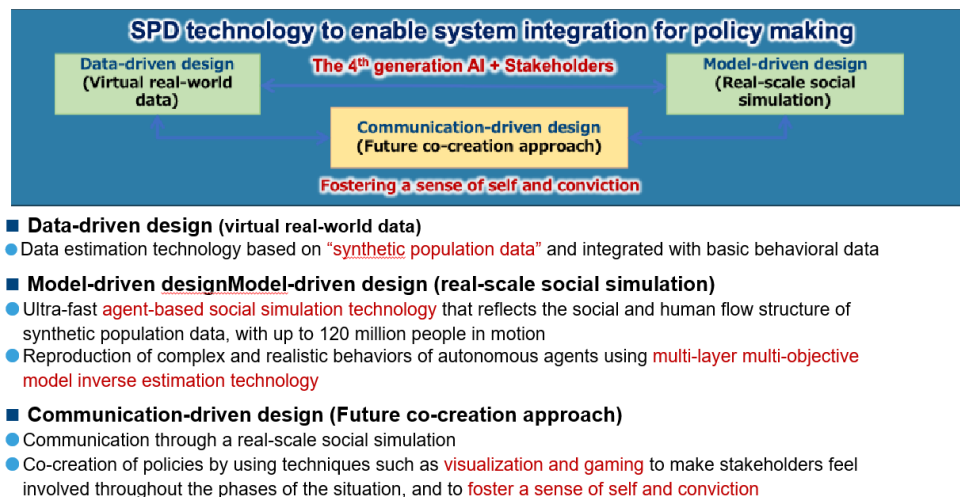 SPD technology to enable system integration for policy making
Data-driven design
(Virtual real-world
data)
The 4th generation AI + Stakeholders
Model-driven design
(Real-scale social
simulation)
Communication-driven design
(Future co-creation approach)
Fostering a sense of self and conviction
■ Data-driven design (virtual real-world data)
● Data estimation technology based on “synthetic population data” and integrated with basic behavioral data
■ Model-driven designModel-driven design (real-scale social simulation)
● Ultra-fast agent-based social simulation technology that reflects the social and human flow structure of
synthetic population data, with up to 120 million people in motion
● Reproduction of complex and realistic behaviors of autonomous agents using multi-layer multi-objective
model inverse estimation technology
■ Communication-driven design (Future co-creation approach)
● Communication through a real-scale social simulation
● Co-creation of policies by using techniques such as visualization and gaming to make stakeholders feel
involved throughout the phases of the situation, and to foster a sense of self and conviction